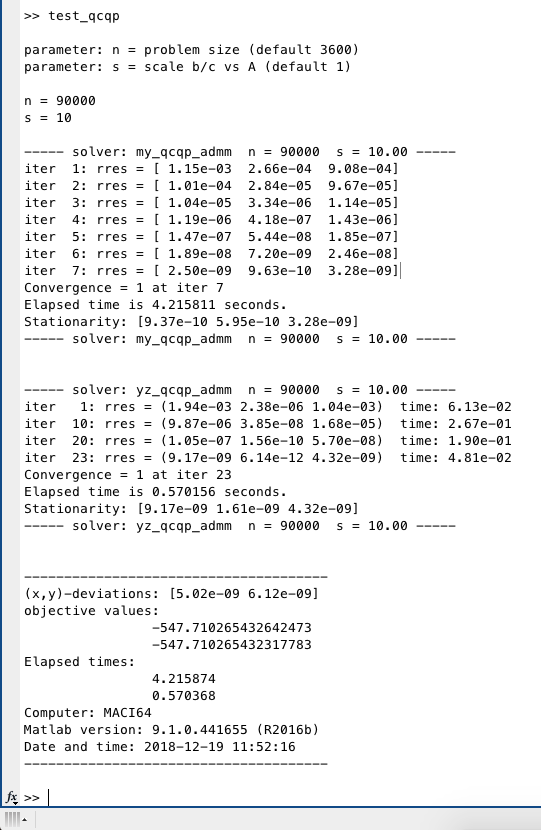 >> test_qcqp
parameter: n = problem size (default 3600)
parameter: s = scale b/c vs A (default 1)
n = 90000
s = 10
----- solver: my_qcqp_admm  n = 90000  s = 10.00 -----
iter  1: rres = [ 1.15e-03  2.66e-04  9.08e-04]
iter  2: rres = [ 1.01e-04  2.84e-05  9.67e-05]
iter  3: rres = [ 1.04e-05  3.34e-06  1.14e-05]
iter  4: rres = [ 1.19e-06  4.18e-07  1.43e-06]
iter  5: rres = [ 1.47e-07  5.44e-08  1.85e-07]
iter  6: rres = [ 1.89e-08  7.20e-09  2.46e-08]
iter  7: rres = [ 2.50e-09  9.63e-10  3.28e-09]
Convergence = 1 at iter 7
Elapsed time is 4.215811 seconds.
Stationarity: [9.37e-10 5.95e-10 3.28e-09]
----- solver: my_qcqp_admm  n = 90000  s = 10.00 -----
----- solver: yz_qcqp_admm  n = 90000  s = 10.00 -----
iter   1: rres = (1.94e-03 2.38e-06 1.04e-03)  time: 6.13e-02
iter  10: rres = (9.87e-06 3.85e-08 1.68e-05)  time: 2.67e-01
iter  20: rres = (1.05e-07 1.56e-10 5.70e-08)  time: 1.90e-01
iter  23: rres = (9.17e-09 6.14e-12 4.32e-09)  time: 4.81e-02
Convergence = 1 at iter 23
Elapsed time is 0.570156 seconds.
Stationarity: [9.17e-09 1.61e-09 4.32e-09]
----- solver: yz_qcqp_admm  n = 90000  s = 10.00 -----
---------------------------------------
(x,y)-deviations: [5.02e-09 6.12e-09]
objective values:
-547.710265432642473
-547.710265432317783
Elapsed times:
4.215874
0.570368
Computer: MACI64
Matlab version: 9.1.0.441655 (R2016b)
Date and time: 2018-12-19 11:52:16
---------------------------------------
fx >>